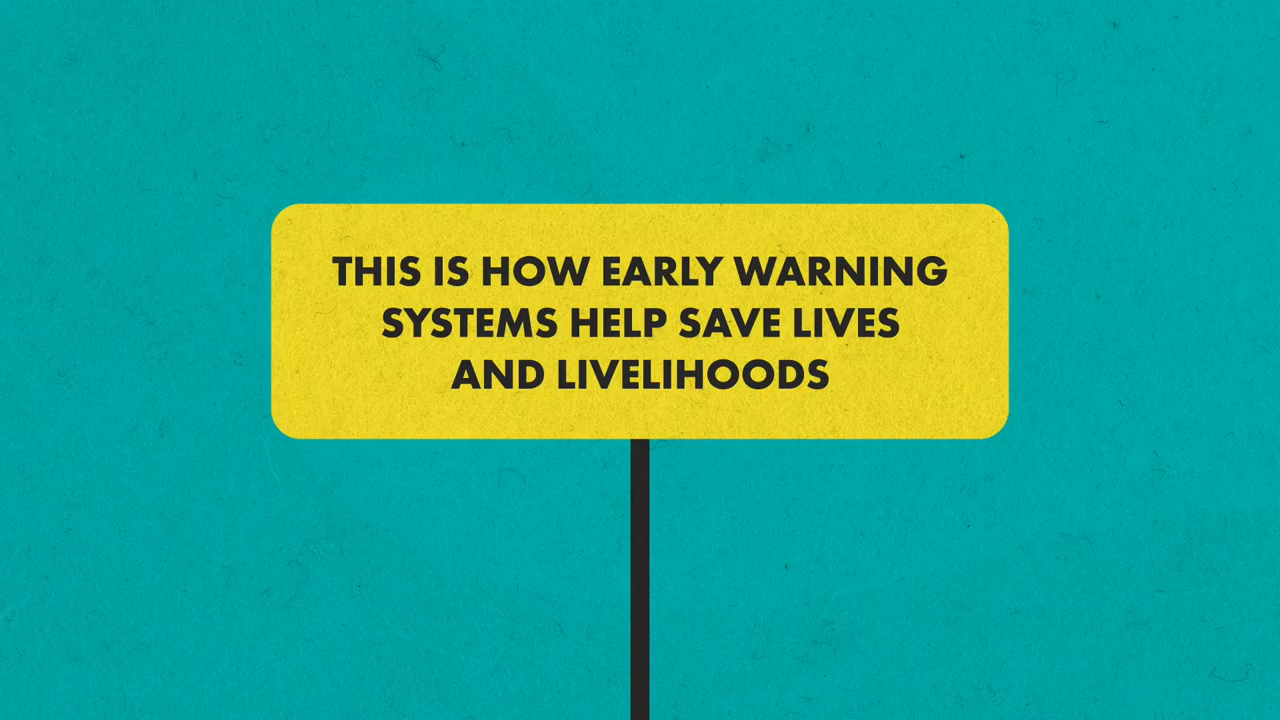 THIS IS HOW EARLY WARNING
SYSTEMS HELP SAVE LIVES
AND LIVELIHOODS